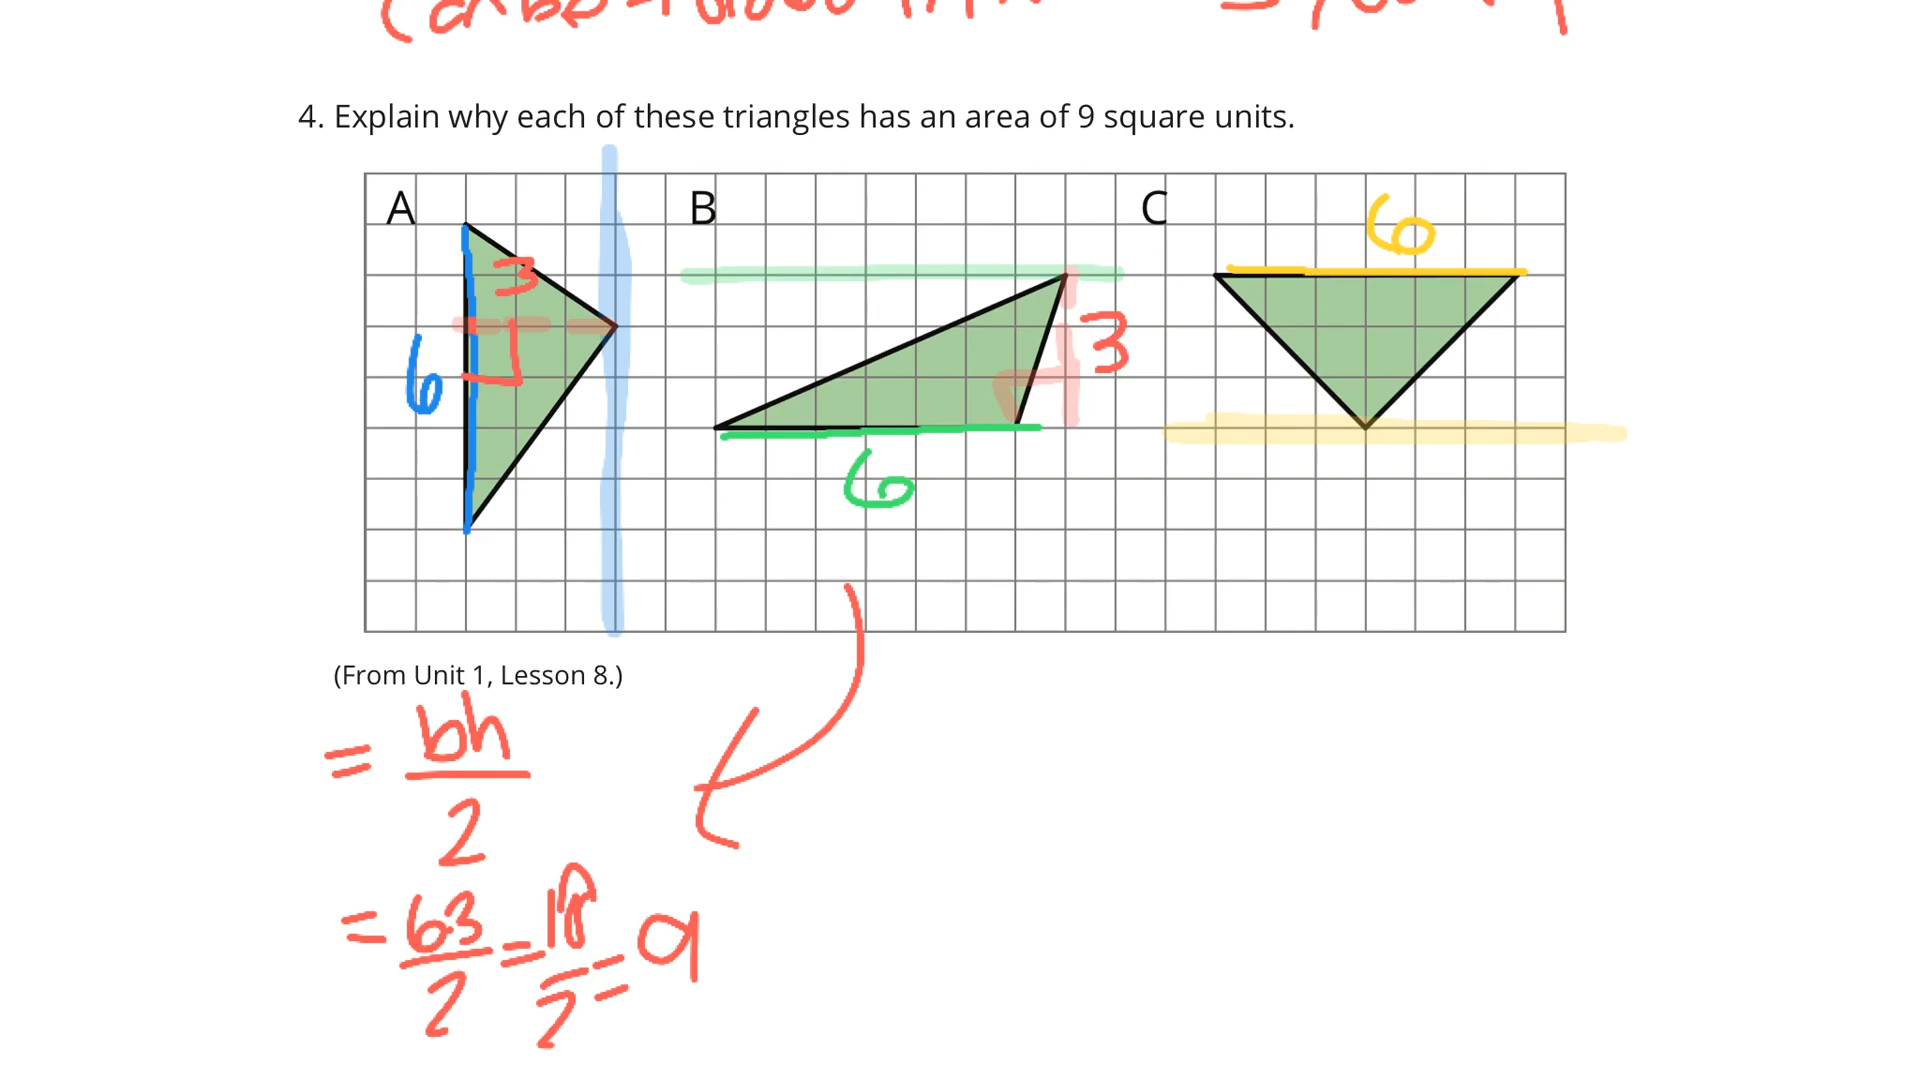 4. Explain why each of these triangles has an area of 9 square units.
A B C
6
3
3
6
6
(From Unit 1, Lesson 8.)
= bh/2
= 6·3/2 = 18/2 = 9